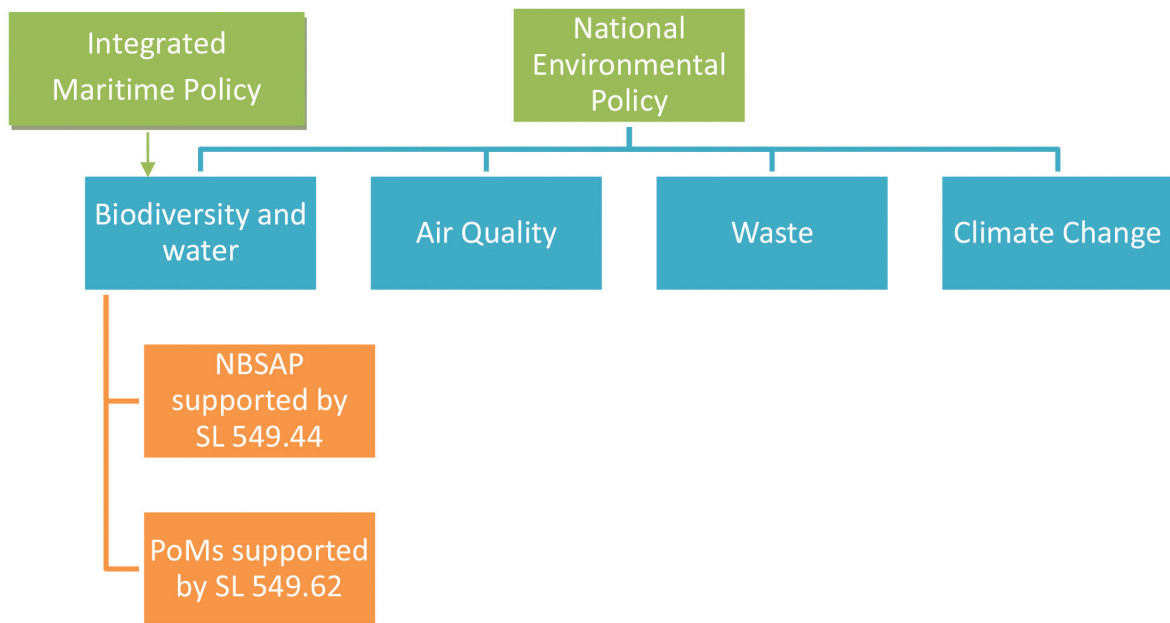 Integrated
Maritime Policy
National
Environmental
Policy
Biodiversity and
water
Air Quality
Waste
Climate Change
NBSAP
supported by
SL 549.44
PoMs supported
by SL 549.62